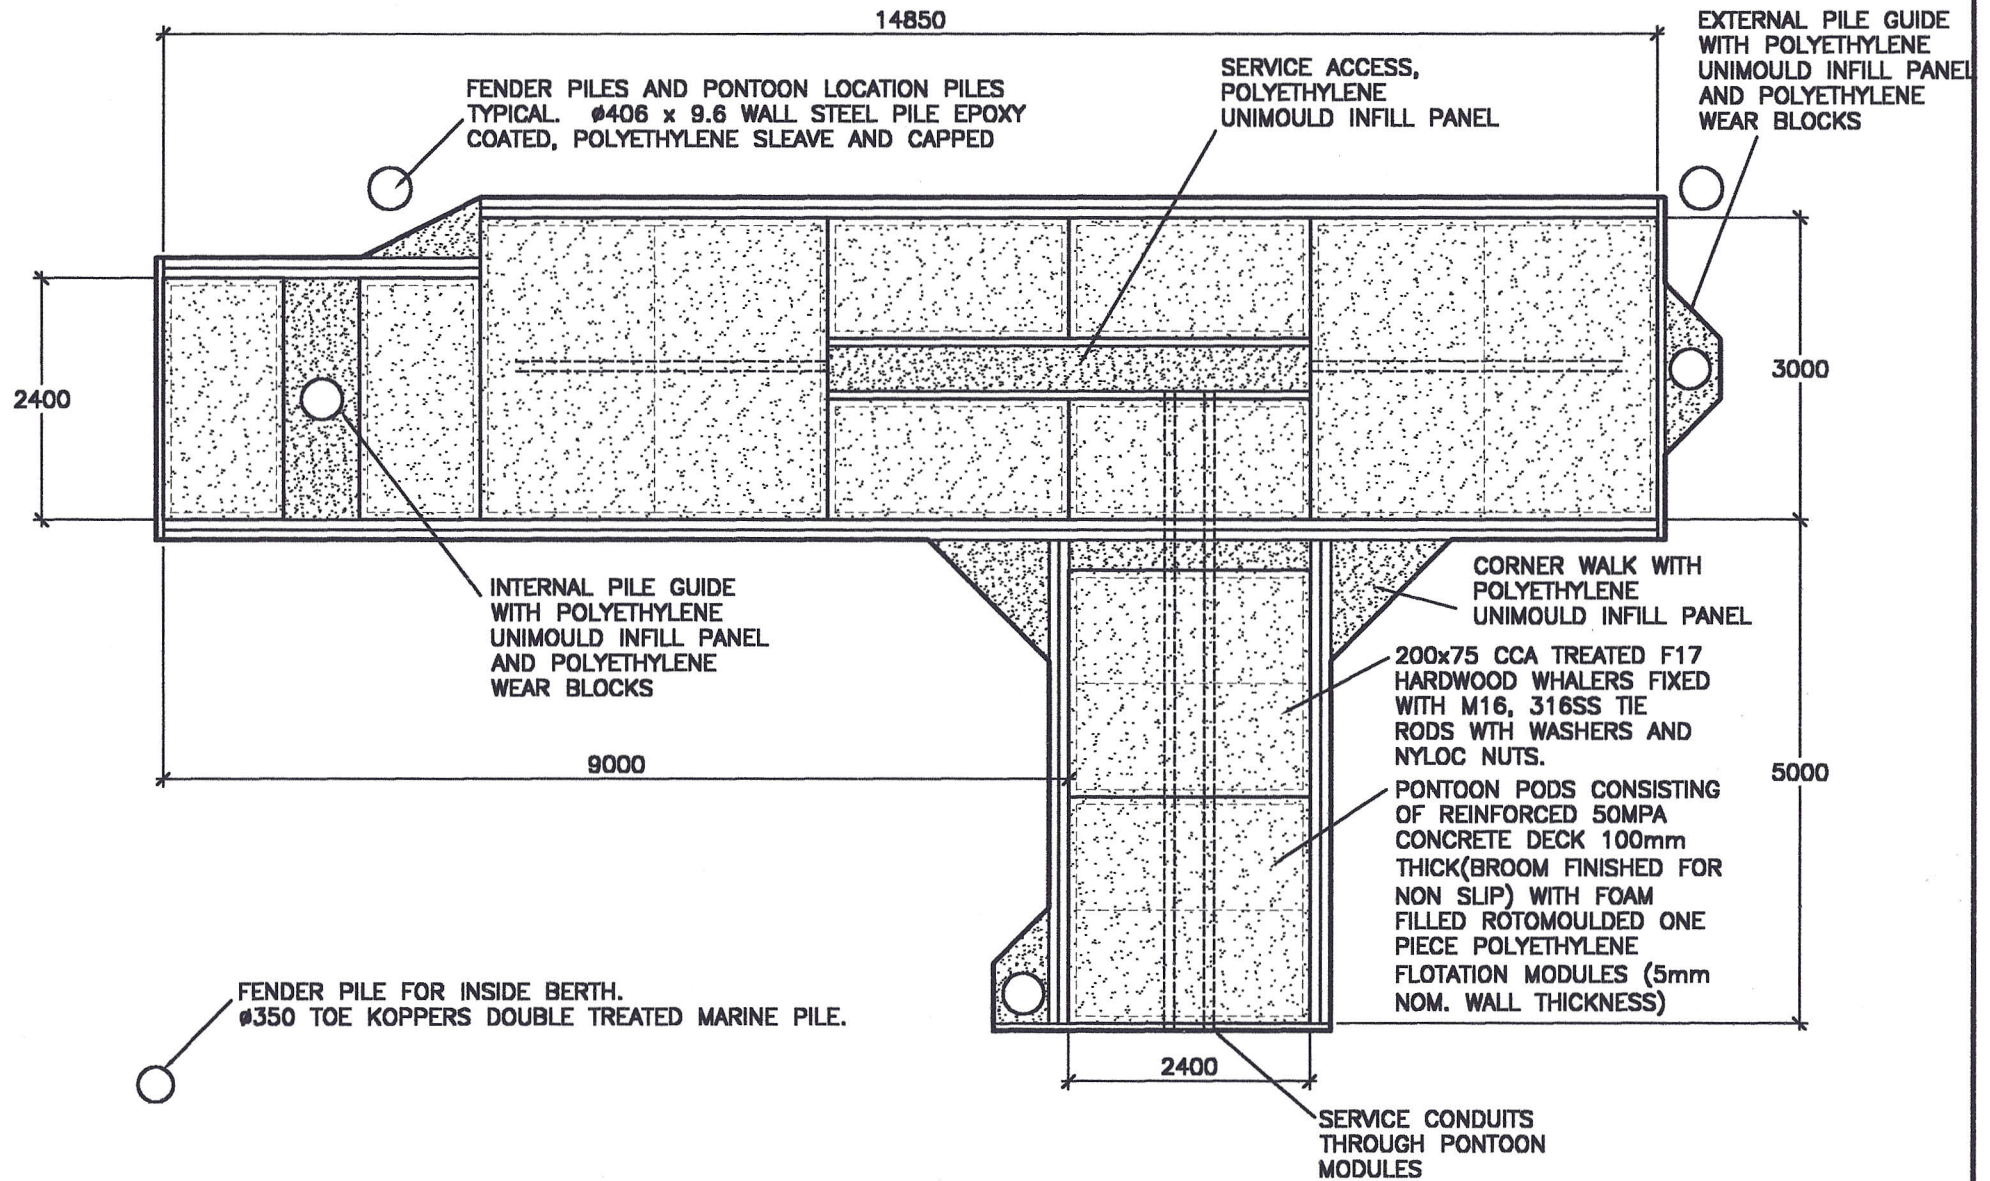 14850
EXTERNAL PILE GUIDE
WITH POLYETHYLENE
UNIMOULD INFILL PANEL
AND POLYETHYLENE
WEAR BLOCKS
SERVICE ACCESS,
POLYETHYLENE
UNIMOULD INFILL PANEL
FENDER PILES AND PONTOON LOCATION PILES
TYPICAL. ø406 x 9.6 WALL STEEL PILE EPOXY
COATED, POLYETHYLENE SLEAVE AND CAPPED
2400
3000
INTERNAL PILE GUIDE
WITH POLYETHYLENE
UNIMOULD INFILL PANEL
AND POLYETHYLENE
WEAR BLOCKS
CORNER WALK WITH
POLYETHYLENE
UNIMOULD INFILL PANEL
200x75 CCA TREATED F17
HARDWOOD WHALERS FIXED
WITH M16, 316SS TIE
RODS WTH WASHERS AND
NYLOC NUTS.
9000
5000
PONTOON PODS CONSISTING
OF REINFORCED 50MPA
CONCRETE DECK 100mm
THICK(BROOM FINISHED FOR
NON SLIP) WITH FOAM
FILLED ROTOMOULDED ONE
PIECE POLYETHYLENE
FLOTATION MODULES (5mm
NOM. WALL THICKNESS)
FENDER PILE FOR INSIDE BERTH.
ø350 TOE KOPPERS DOUBLE TREATED MARINE PILE.
2400
SERVICE CONDUITS
THROUGH PONTOON
MODULES